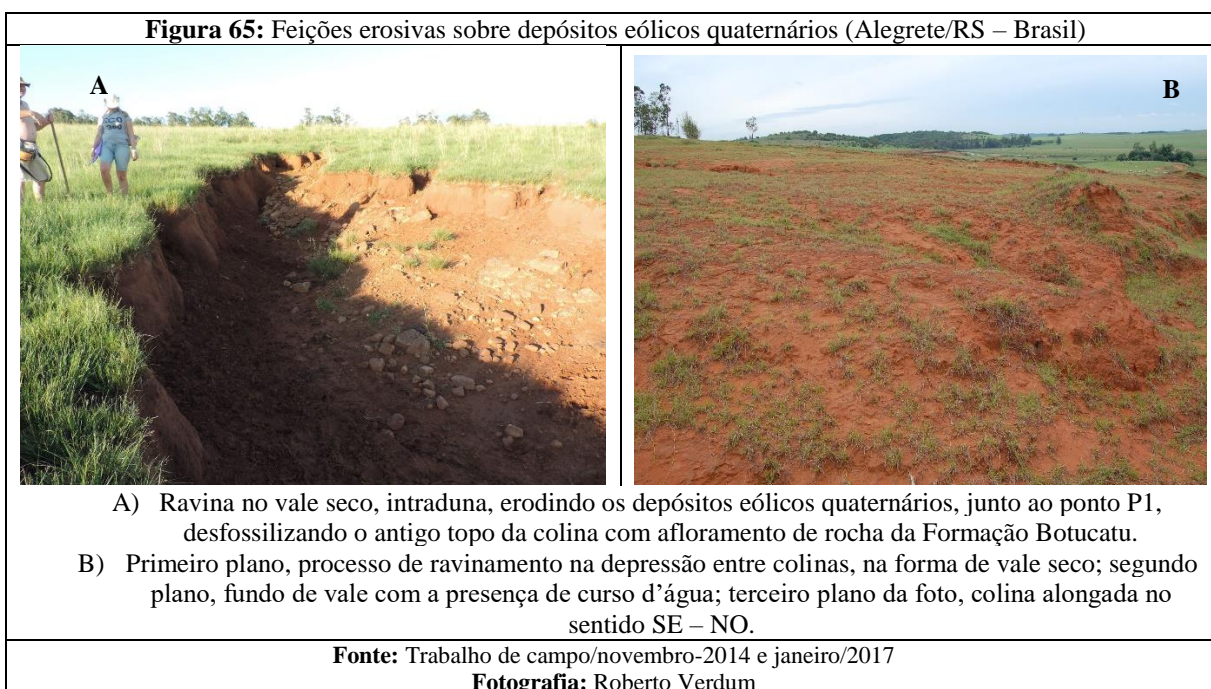 Figura 65: Feições erosivas sobre depósitos eólicos quaternários (Alegrete/RS – Brasil)
A
B
A) Ravina no vale seco, intraduna, erodindo os depósitos eólicos quaternários, junto ao ponto P1,
desfossilizando o antigo topo da colina com afloramento de rocha da Formação Botucatu.
B) Primeiro plano, processo de ravinamento na depressão entre colinas, na forma de vale seco; segundo
plano, fundo de vale com a presença de curso d’água; terceiro plano da foto, colina alongada no
sentido SE – NO.
Fonte: Trabalho de campo/novembro-2014 e janeiro/2017
Fotografia: Roberto Verdum